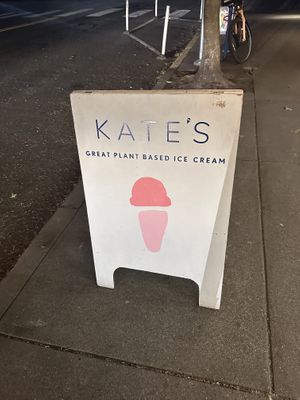 KATE'S
GREAT PLANT BASED ICE CREAM